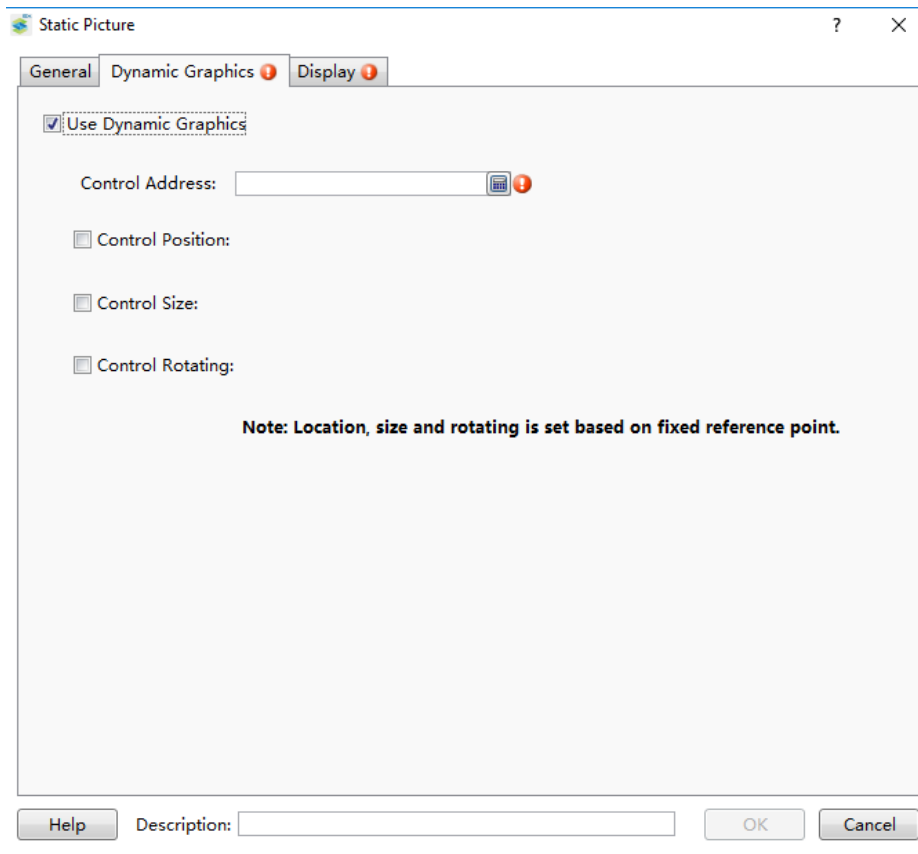 Static Picture
General Dynamic Graphics Display
Use Dynamic Graphics
Control Address:
Control Position:
Control Size:
Control Rotating:
Note: Location, size and rotating is set based on fixed reference point.
Help Description: OK Cancel